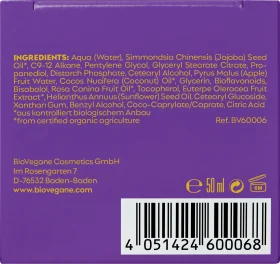 INGREDIENTS: Aqua (Water), Simmondsia Chinensis (Jojoba) Seed
Oil*, C9-12 Alkane, Pentylene Glycol, Glyceryl Stearate Citrate, Pro-
panediol, Distarch Phosphate, Cetearyl Alcohol, Pyrus Malus (Apple)
Fruit Water, Cocos Nucifera (Coconut) Oil*, Glycerin, Bioflavonoids,
Bisabolol, Rosa Canina Fruit Oil*, Tocopherol, Euterpe Oleracea Fruit
Extract*, Helianthus Annuus (Sunflower) Seed Oil, Cetearyl Glucoside,
Xanthan Gum, Benzyl Alcohol, Coco-Caprylate/Caprate, Citric Acid
*aus kontrolliert biologischem Anbau
*from certified organic agriculture
Ref. BV60006
BioVegane Cosmetics GmbH
Im Rosengarten 7
D-76532 Baden-Baden
www.biovegane.com
e 50 ml
4 051424 600068